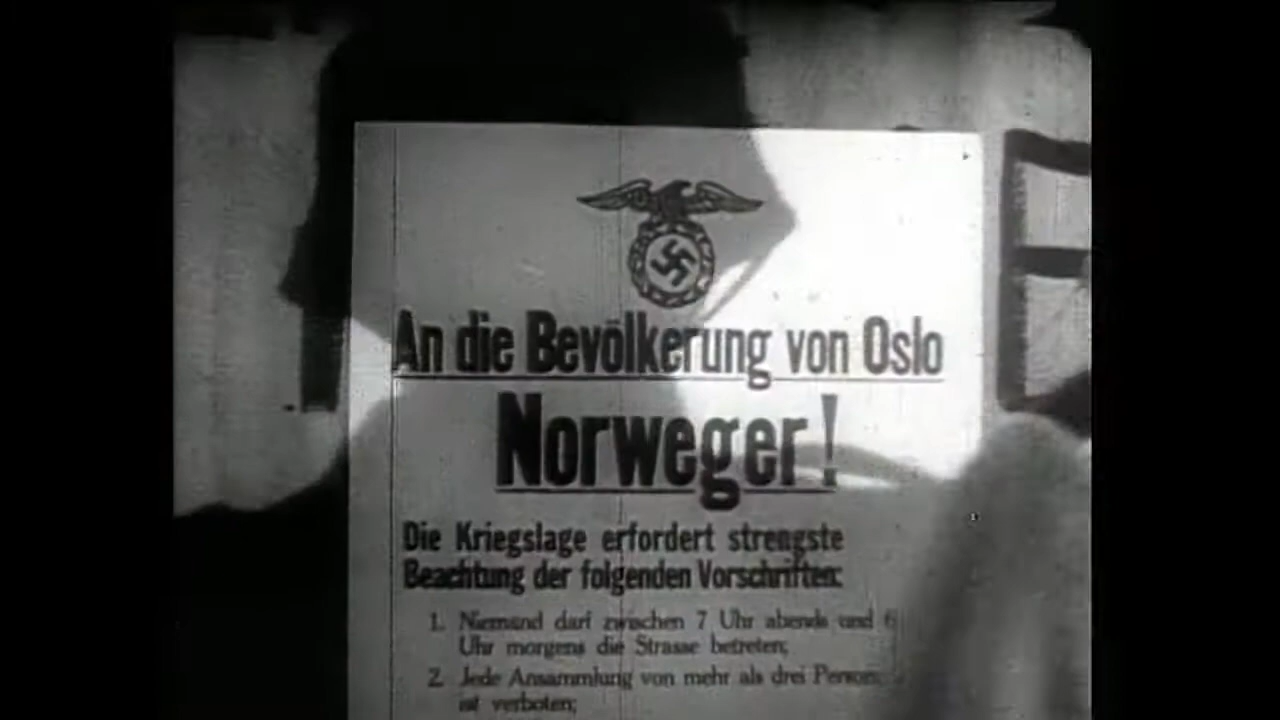 An die Bevölkerung von Oslo
Norweger!
Die Kriegslage erfordert strengste
Beachtung der folgenden Vorschriften:
1. Niemand darf zwischen 7 Uhr abends und 6
Uhr morgens die Strasse betreten;
2. Jede Ansammlung von mehr als drei
ist verboten;